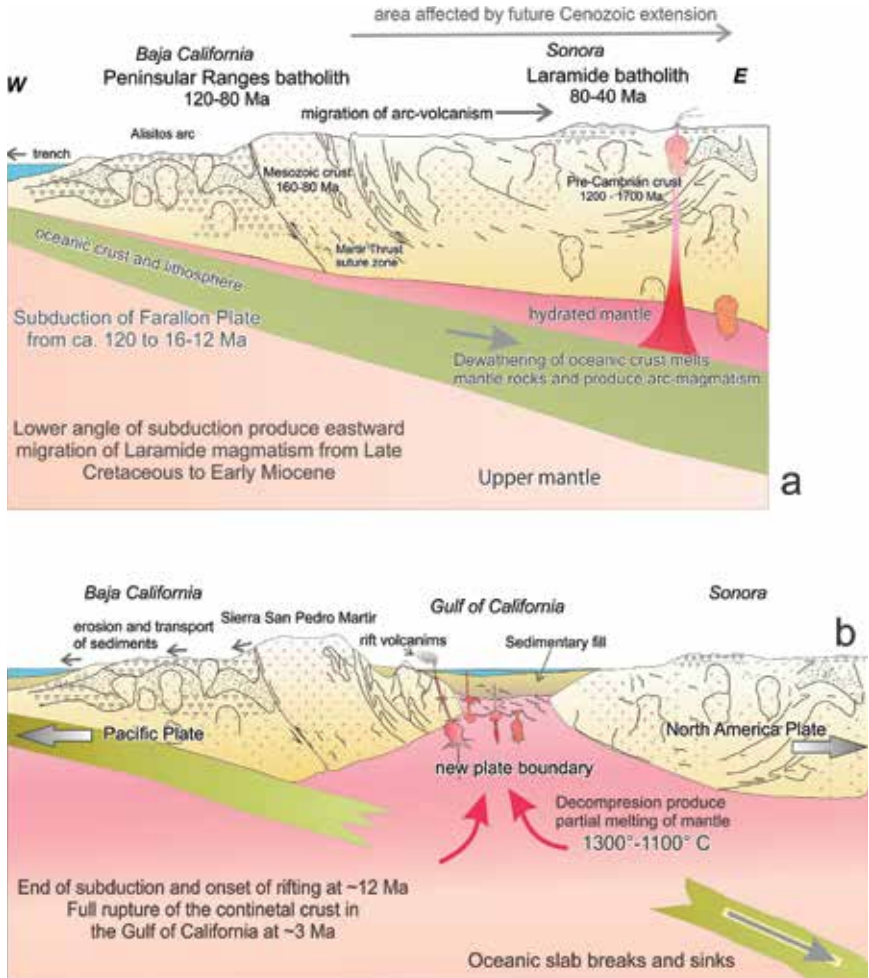 area affected by future Cenozoic extension
Baja California
Sonora
Peninsular Ranges batholith
120-80 Ma
Laramide batholith
80-40 Ma
W
E
migration of arc-volcanism
Alisitos arc
trench
Mesozoic crust
160-80 Ma
Pre-Cambrian crust
1200 - 1700 Ma
Martir Thrust
suture zone
oceanic crust and lithosphere
hydrated mantle
Subduction of Farallon Plate
from ca. 120 to 16-12 Ma
Dewathering of oceanic crust melts
mantle rocks and produce arc-magmatism
Lower angle of subduction produce eastward
migration of Laramide magmatism from Late
Cretaceous to Early Miocene
Upper mantle
a
Baja California
Gulf of California
Sonora
b
erosion and transport
of sediments
Sierra San Pedro Martir
rift volcanims
Sedimentary fill
Pacific Plate
North America Plate
new plate boundary
Decompresion produce
partial melting of mantle
1300°-1100° C
End of subduction and onset of rifting at ~12 Ma
Full rupture of the continetal crust in
the Gulf of California at ~3 Ma
Oceanic slab breaks and sinks